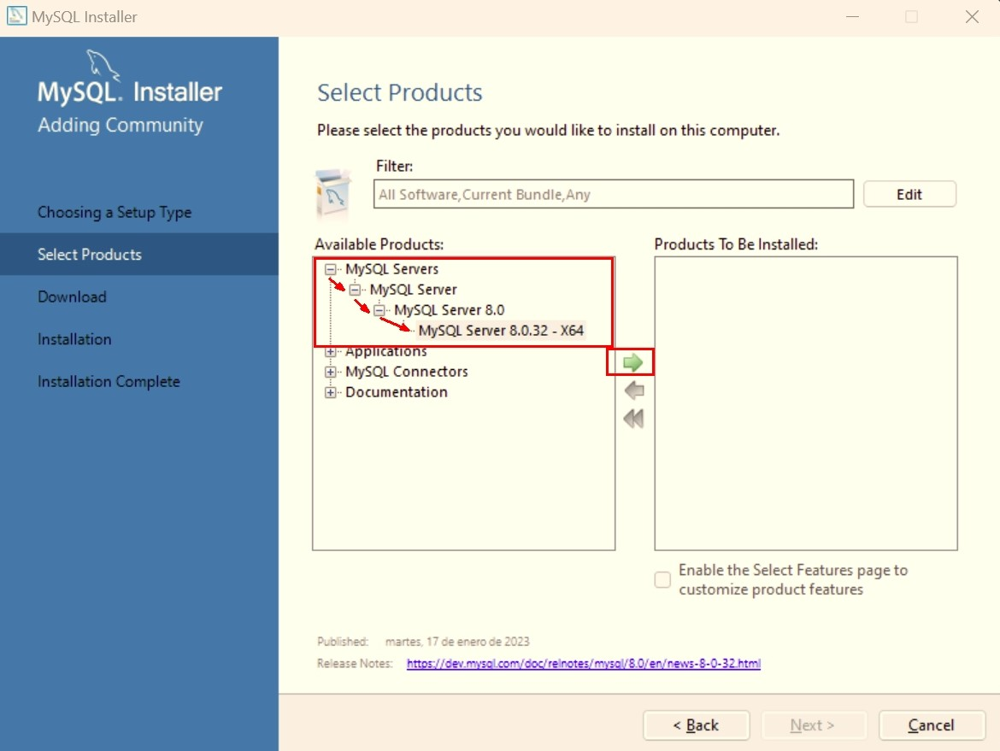 MySQL Installer
MySQL. Installer
Adding Community
Choosing a Setup Type
Select Products
Download
Installation
Installation Complete
Select Products
Please select the products you would like to install on this computer.
Filter:
All Software,Current Bundle,Any
Edit
Available Products:
MySQL Servers
MySQL Server
MySQL Server 8.0
MySQL Server 8.0.32 - X64
Applications
MySQL Connectors
Documentation
Products To Be Installed:
Enable the Select Features page to
customize product features
Published: martes, 17 de enero de 2023
Release Notes: https://dev.mysql.com/doc/relnotes/mysql/8.0/en/news-8-0-32.html
< Back
Next >
Cancel